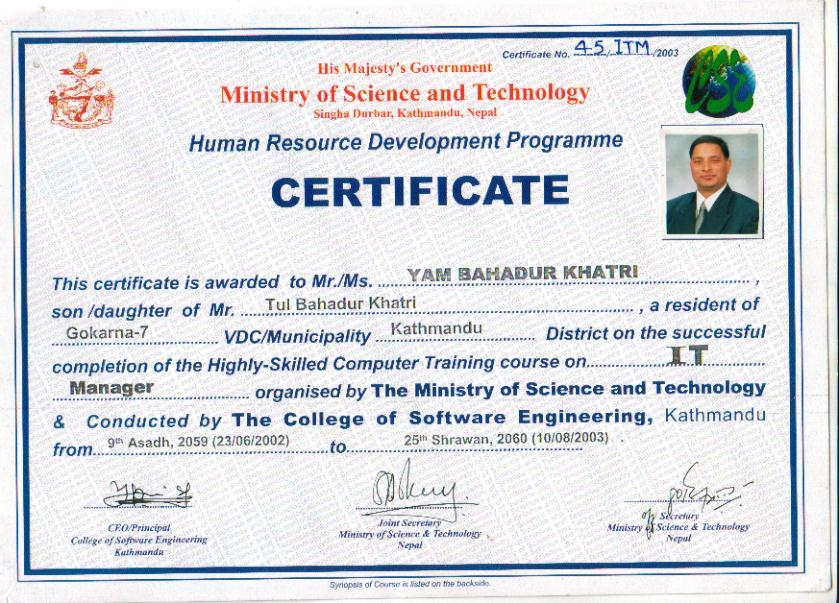 Certificate No. 45/ITM/2003
His Majesty's Government
Ministry of Science and Technology
Singha Durbar, Kathmandu, Nepal
Human Resource Development Programme
CERTIFICATE
This certificate is awarded to Mr./Ms. YAM BAHADUR KHATRI,
son /daughter of Mr. Tul Bahadur Khatri, a resident of
Gokarna-7 VDC/Municipality Kathmandu District on the successful
completion of the Highly-Skilled Computer Training course on IT
Manager organised by The Ministry of Science and Technology
& Conducted by The College of Software Engineering, Kathmandu
from 9th Asadh, 2059 (23/06/2002) to 25th Shrawan, 2060 (10/08/2003) .
CEO/Principal
College of Software Engineering
Kathmandu
Joint Secretary
Ministry of Science & Technology
Nepal
Secretary
Ministry of Science & Technology
Nepal
Synopsis of Course is listed on the backside.